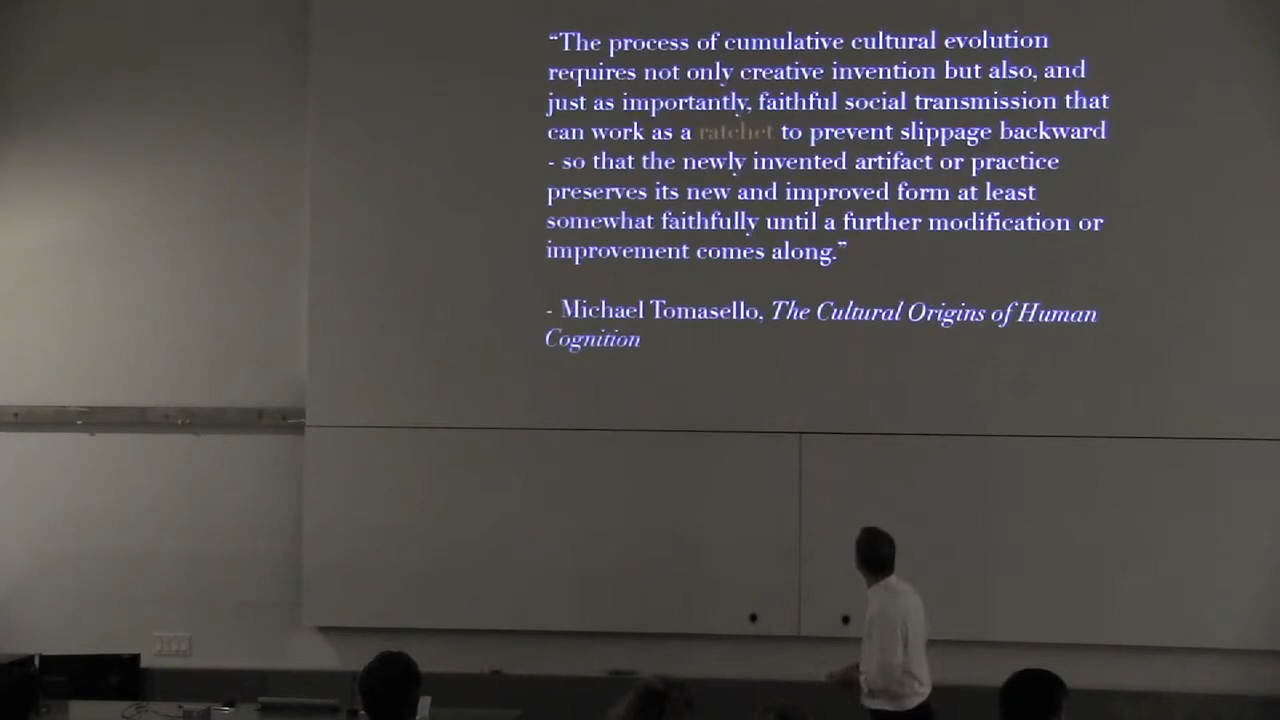 “The process of cumulative cultural evolution
requires not only creative invention but also, and
just as importantly, faithful social transmission that
can work as a ratchet to prevent slippage backward
- so that the newly invented artifact or practice
preserves its new and improved form at least
somewhat faithfully until a further modification or
improvement comes along.”
- Michael Tomasello, The Cultural Origins of Human
Cognition